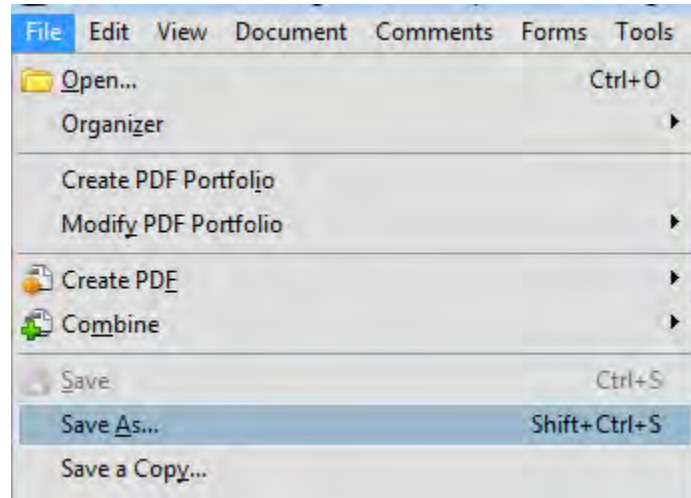 File Edit View Document Comments Forms Tools
Open... Ctrl+O
Organizer
Create PDF Portfolio
Modify PDF Portfolio
Create PDF
Combine
Save Ctrl+S
Save As... Shift+Ctrl+S
Save a Copy...